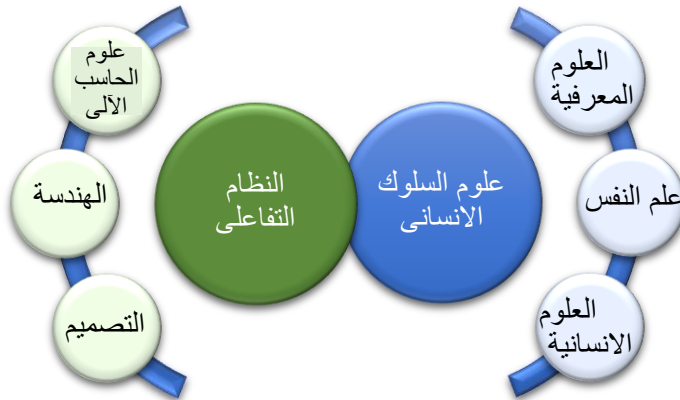 العلوم
المعرفية
علم النفس
العلوم
الانسانية
علوم السلوك
الانسانى
النظام
التفاعلى
علوم
الحاسب
الآلى
الهندسة
التصميم